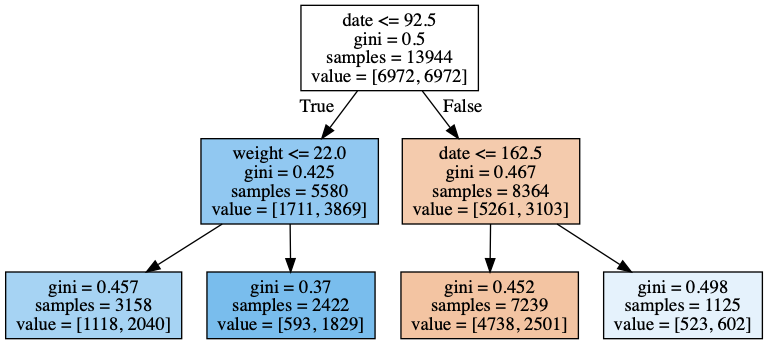 date <= 92.5
gini = 0.5
samples = 13944
value = [6972, 6972]
True
False
weight <= 22.0
gini = 0.425
samples = 5580
value = [1711, 3869]
date <= 162.5
gini = 0.467
samples = 8364
value = [5261, 3103]
gini = 0.457
samples = 3158
value = [1118, 2040]
gini = 0.37
samples = 2422
value = [593, 1829]
gini = 0.452
samples = 7239
value = [4738, 2501]
gini = 0.498
samples = 1125
value = [523, 602]